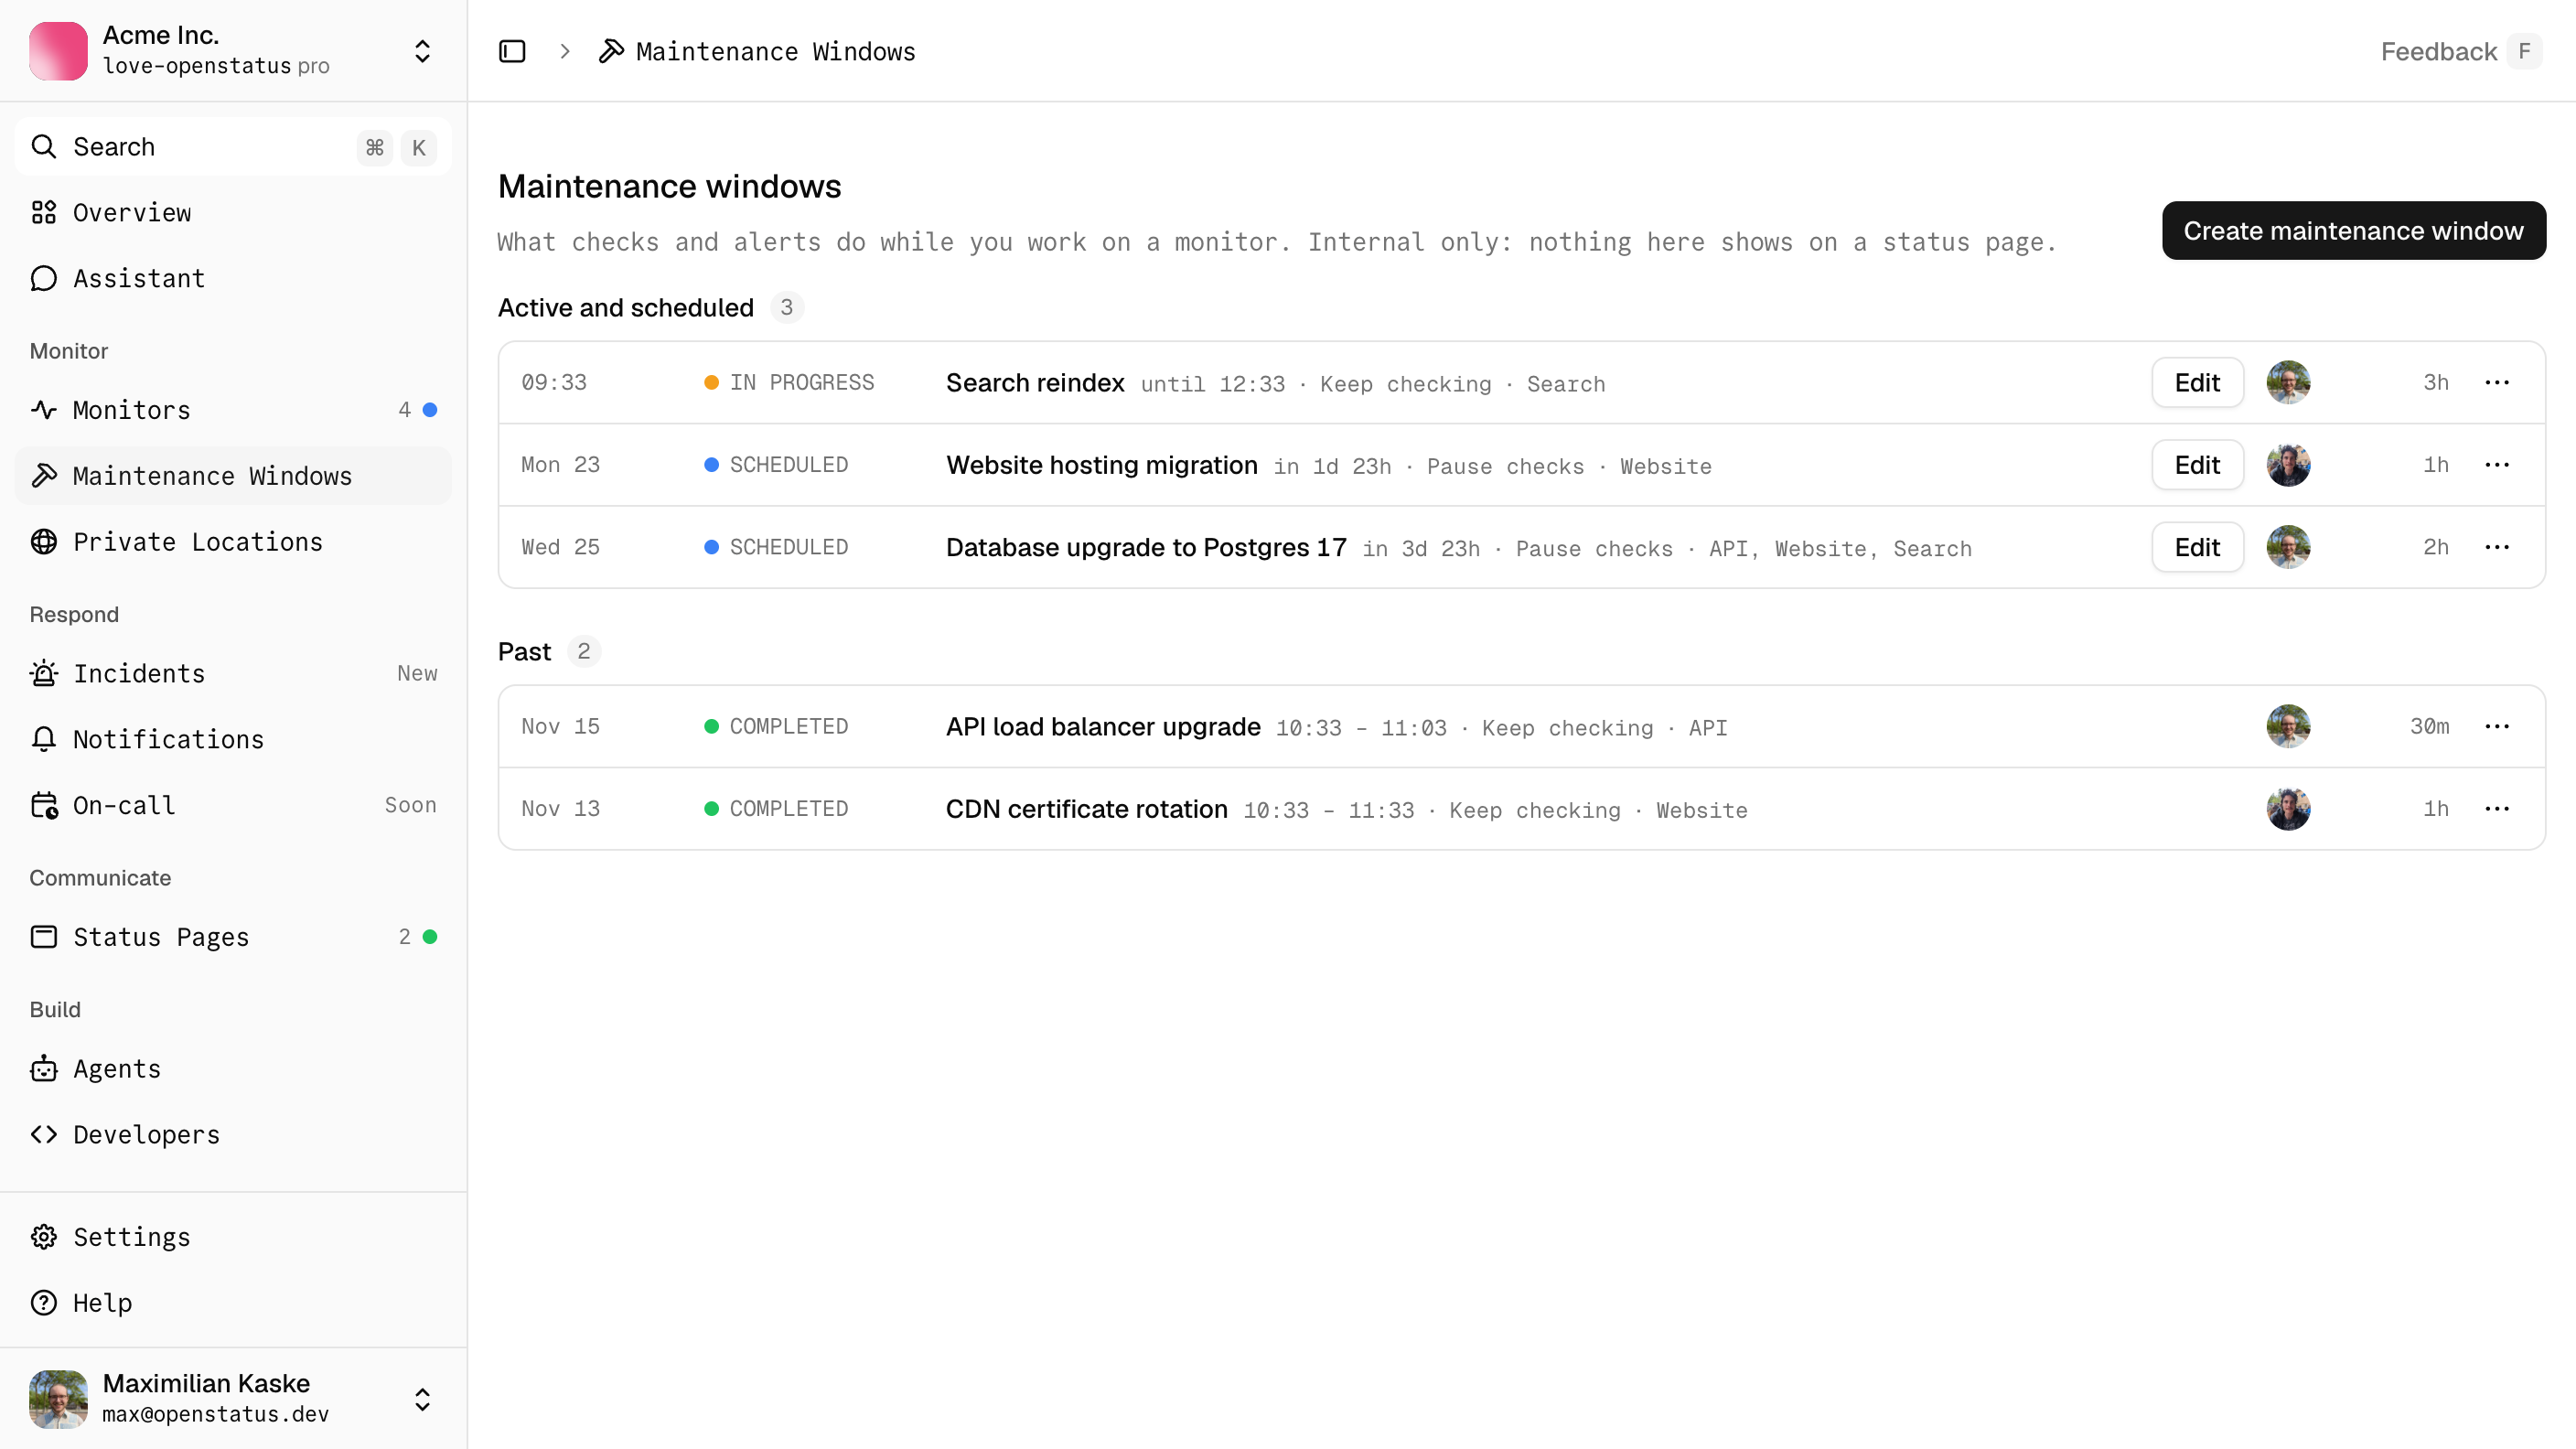 Acme Inc.
love-openstatus pro
Search ⌘ K
Overview
Assistant
Monitor
Monitors 4
Maintenance Windows
Private Locations
Respond
Incidents New
Notifications
On-call Soon
Communicate
Status Pages 2
Build
Agents
Developers
Settings
Help
Maximilian Kaske
max@openstatus.dev
Maintenance Windows
Feedback F
Maintenance windows
What checks and alerts do while you work on a monitor. Internal only: nothing here shows on a status page.
Create maintenance window
Active and scheduled 3
09:33 IN PROGRESS Search reindex until 12:33 · Keep checking · Search Edit 3h
Mon 23 SCHEDULED Website hosting migration in 1d 23h · Pause checks · Website Edit 1h
Wed 25 SCHEDULED Database upgrade to Postgres 17 in 3d 23h · Pause checks · API, Website, Search Edit 2h
Past 2
Nov 15 COMPLETED API load balancer upgrade 10:33 – 11:03 · Keep checking · API 30m
Nov 13 COMPLETED CDN certificate rotation 10:33 – 11:33 · Keep checking · Website 1h